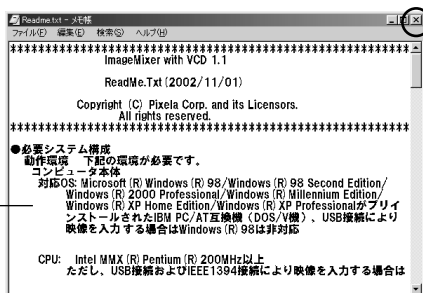 Readme.txt - メモ帳
ファイル(F) 編集(E) 検索(S) ヘルプ(H)
************************************************************
ImageMixer with VCD 1.1
ReadMe.Txt (2002/11/01)
Copyright (C) Pixela Corp. and its Licensors.
All rights reserved.
************************************************************
●必要システム構成
動作環境 下記の環境が必要です。
コンピュータ本体
対応OS: Microsoft (R) Windows (R) 98/Windows (R) 98 Second Edition/
Windows (R) 2000 Professional/Windows (R) Millennium Edition/
Windows (R) XP Home Edition/Windows (R) XP Professionalがプリイ
ンストールされたIBM PC/AT互換機（DOS/V機）、USB接続により
映像を入力する場合はWindows (R) 98は非対応
CPU: Intel MMX (R) Pentium (R) 200MHz以上
ただし、USB接続およびIEEE1394接続により映像を入力する場合は